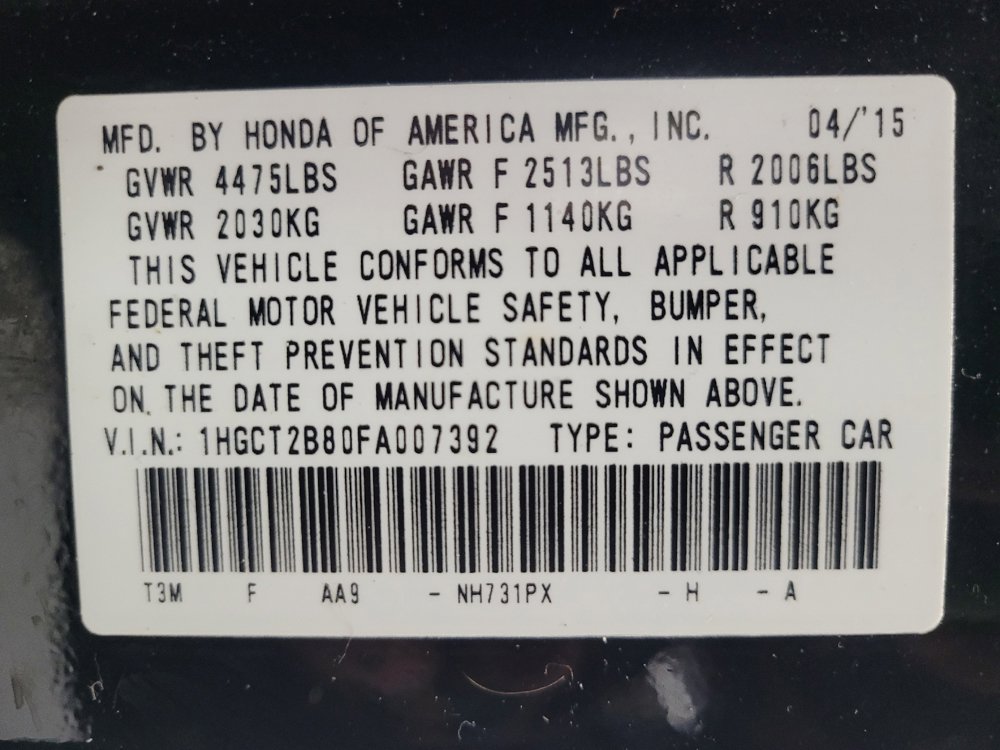 MFD. BY HONDA OF AMERICA MFG., INC. 04/'15
GVWR 4475LBS GAWR F 2513LBS R 2006LBS
GVWR 2030KG GAWR F 1140KG R 910KG
THIS VEHICLE CONFORMS TO ALL APPLICABLE
FEDERAL MOTOR VEHICLE SAFETY, BUMPER,
AND THEFT PREVENTION STANDARDS IN EFFECT
ON THE DATE OF MANUFACTURE SHOWN ABOVE.
V.I.N.: 1HGCT2B80FA007392 TYPE: PASSENGER CAR
T3M F AA9 - NH731PX - H - A